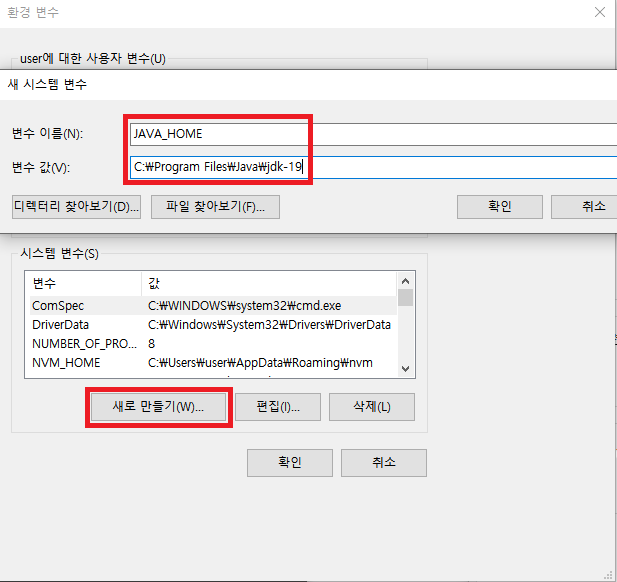 환경 변수
user에 대한 사용자 변수(U)
새 시스템 변수
변수 이름(N):
JAVA_HOME
변수 값(V):
C:₩Program Files₩Java₩jdk-19
디렉터리 찾아보기(D)...
파일 찾아보기(F)...
확인
취소
시스템 변수(S)
변수 값
ComSpec C:₩WINDOWS₩system32₩cmd.exe
DriverData C:₩Windows₩System32₩Drivers₩DriverData
NUMBER_OF_PRO... 8
NVM_HOME C:₩Users₩user₩AppData₩Roaming₩nvm
새로 만들기(W)...
편집(I)...
삭제(L)
확인
취소